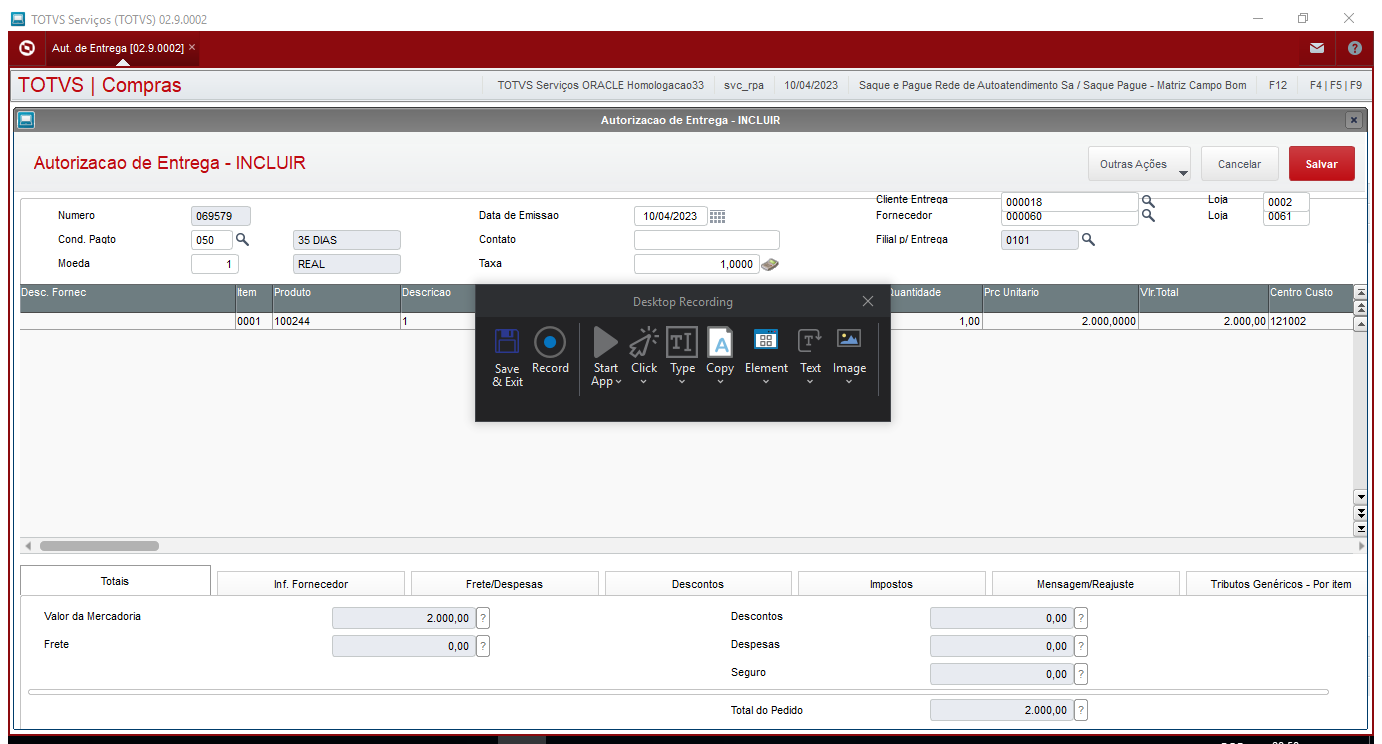 TOTVS Serviços (TOTVS) 02.9.0002
Aut. de Entrega [02.9.0002] ×
TOTVS | Compras
TOTVS Serviços ORACLE Homologacao33 svc_rpa 10/04/2023 Saque e Pague Rede de Autoatendimento Sa / Saque Pague - Matriz Campo Bom F12 F4 | F5 | F9
Autorizacao de Entrega - INCLUIR
Autorizacao de Entrega - INCLUIR
Outras Ações Cancelar Salvar
Cliente Entrega 000018 Loja 0002
Numero 069579 Data de Emissao 10/04/2023 Fornecedor 000060 Loja 0061
Cond. Pagto 050 35 DIAS Contato Filial p/ Entrega 0101
Moeda 1 REAL Taxa 1,0000
Desc. Fornec Item Produto Descricao Quantidade Prc Unitario Vlr.Total Centro Custo
0001 100244 1 1,00 2.000,0000 2.000,00 121002
Desktop Recording
Save & Exit
Record
Start App
Click
Type
Copy
Element
Text
Image
Totais Inf. Fornecedor Frete/Despesas Descontos Impostos Mensagem/Reajuste Tributos Genéricos - Por item
Valor da Mercadoria 2.000,00 ? Descontos 0,00 ?
Frete 0,00 ? Despesas 0,00 ?
Seguro 0,00 ?
Total do Pedido 2.000,00 ?